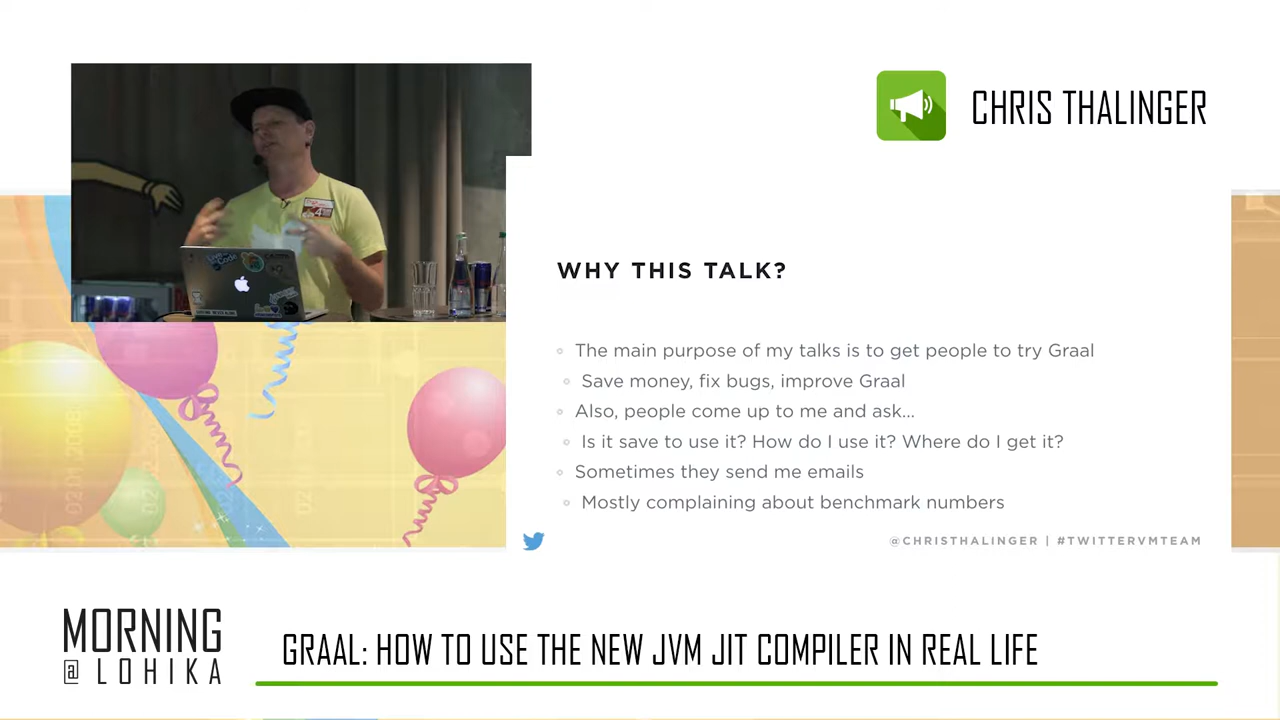 CHRIS THALINGER
WHY THIS TALK?
The main purpose of my talks is to get people to try Graal
Save money, fix bugs, improve Graal
Also, people come up to me and ask...
Is it save to use it? How do I use it? Where do I get it?
Sometimes they send me emails
Mostly complaining about benchmark numbers
@CHRISTHALINGER | #TWITTERVMTEAM
MORNING
@ LOHIKA
GRAAL: HOW TO USE THE NEW JVM JIT COMPILER IN REAL LIFE